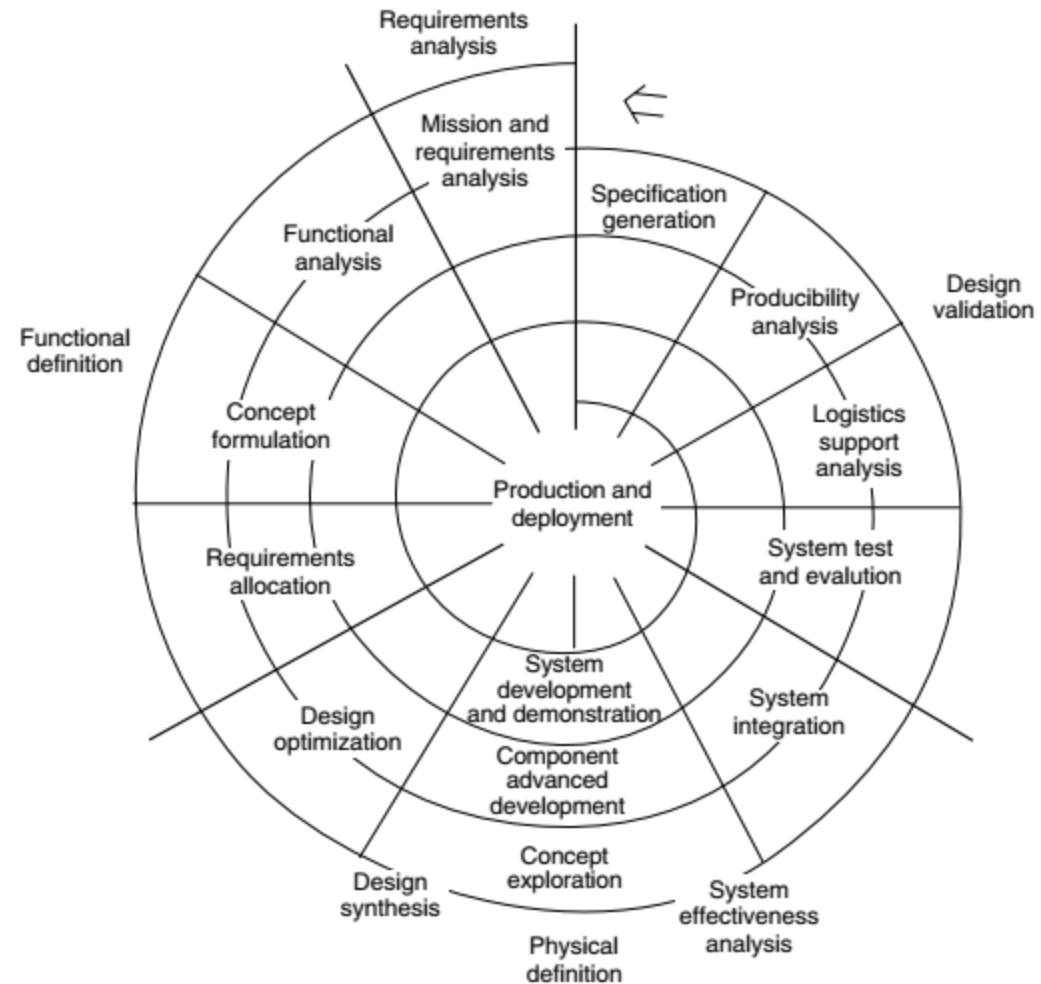 Requirements
analysis
Mission and
requirements
analysis
Specification
generation
Functional
analysis
Producibility
analysis
Design
validation
Functional
definition
Concept
formulation
Logistics
support
analysis
Production and
deployment
Requirements
allocation
System test
and evalution
System
development
and demonstration
Design
optimization
System
integration
Component
advanced
development
Concept
exploration
Design
synthesis
System
effectiveness
analysis
Physical
definition